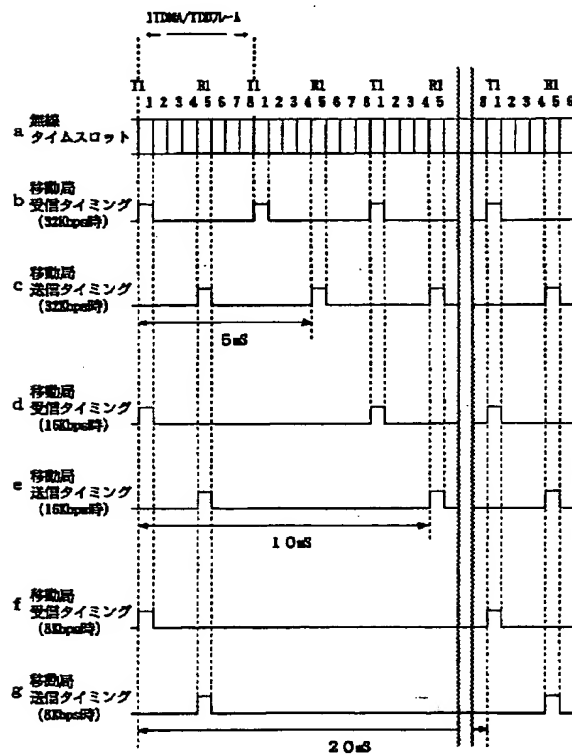 1TDMA/TDDフレーム
T1 R1 T1 R1 T1 R1 T1 R1
1 2 3 4 5 6 7 8 1 2 3 4 5 6 7 8 1 2 3 4 5 8 1 2 3 4 5 6
a 無線
タイムスロット
b 移動局
受信タイミング
(32Kbps時)
c 移動局
送信タイミング
(32Kbps時)
5mS
d 移動局
受信タイミング
(16Kbps時)
e 移動局
送信タイミング
(16Kbps時)
10mS
f 移動局
受信タイミング
(8Kbps時)
g 移動局
送信タイミング
(8Kbps時)
20mS